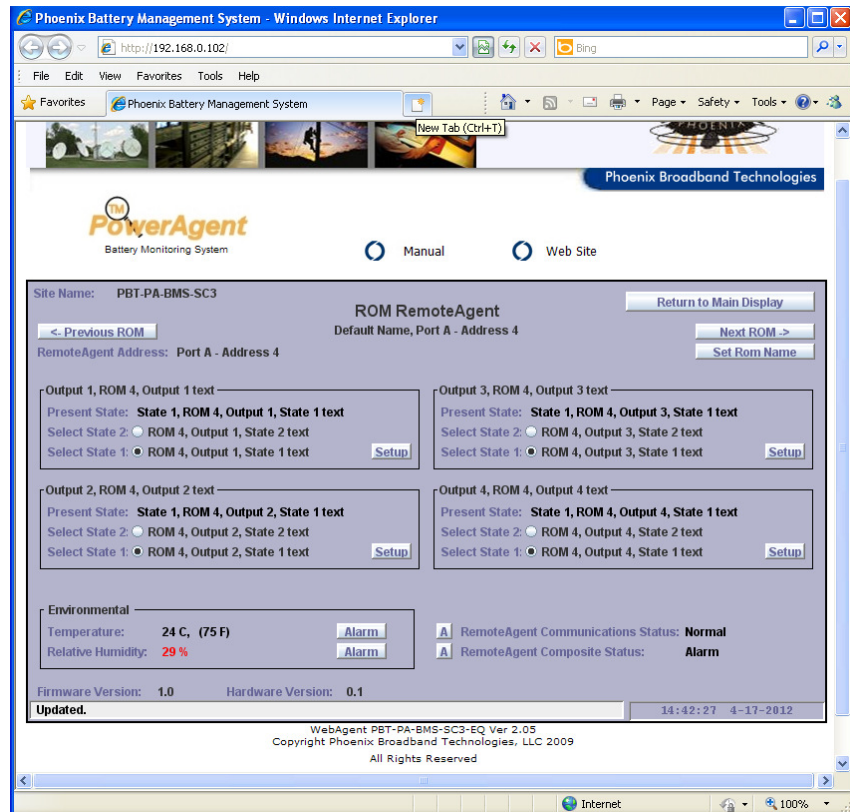 Phoenix Battery Management System - Windows Internet Explorer
http://192.168.0.102/
Bing
File Edit View Favorites Tools Help
Favorites Phoenix Battery Management System Page Safety Tools
New Tab (Ctrl+T)
PHOENIX
Phoenix Broadband Technologies
TM
PowerAgent
Battery Monitoring System
Manual Web Site
Site Name: PBT-PA-BMS-SC3
ROM RemoteAgent
Return to Main Display
<- Previous ROM
Default Name, Port A - Address 4
Next ROM ->
RemoteAgent Address: Port A - Address 4
Set Rom Name
Output 1, ROM 4, Output 1 text
Present State: State 1, ROM 4, Output 1, State 1 text
Select State 2: ROM 4, Output 1, State 2 text
Select State 1: ROM 4, Output 1, State 1 text Setup
Output 3, ROM 4, Output 3 text
Present State: State 1, ROM 4, Output 3, State 1 text
Select State 2: ROM 4, Output 3, State 2 text
Select State 1: ROM 4, Output 3, State 1 text Setup
Output 2, ROM 4, Output 2 text
Present State: State 1, ROM 4, Output 2, State 1 text
Select State 2: ROM 4, Output 2, State 2 text
Select State 1: ROM 4, Output 2, State 1 text Setup
Output 4, ROM 4, Output 4 text
Present State: State 1, ROM 4, Output 4, State 1 text
Select State 2: ROM 4, Output 4, State 2 text
Select State 1: ROM 4, Output 4, State 1 text Setup
Environmental
Temperature: 24 C, (75 F) Alarm
Relative Humidity: 29 % Alarm
A RemoteAgent Communications Status: Normal
A RemoteAgent Composite Status: Alarm
Firmware Version: 1.0 Hardware Version: 0.1
Updated.
14:42:27 4-17-2012
WebAgent PBT-PA-BMS-SC3-EQ Ver 2.05
Copyright Phoenix Broadband Technologies, LLC 2009
All Rights Reserved
Internet
100%